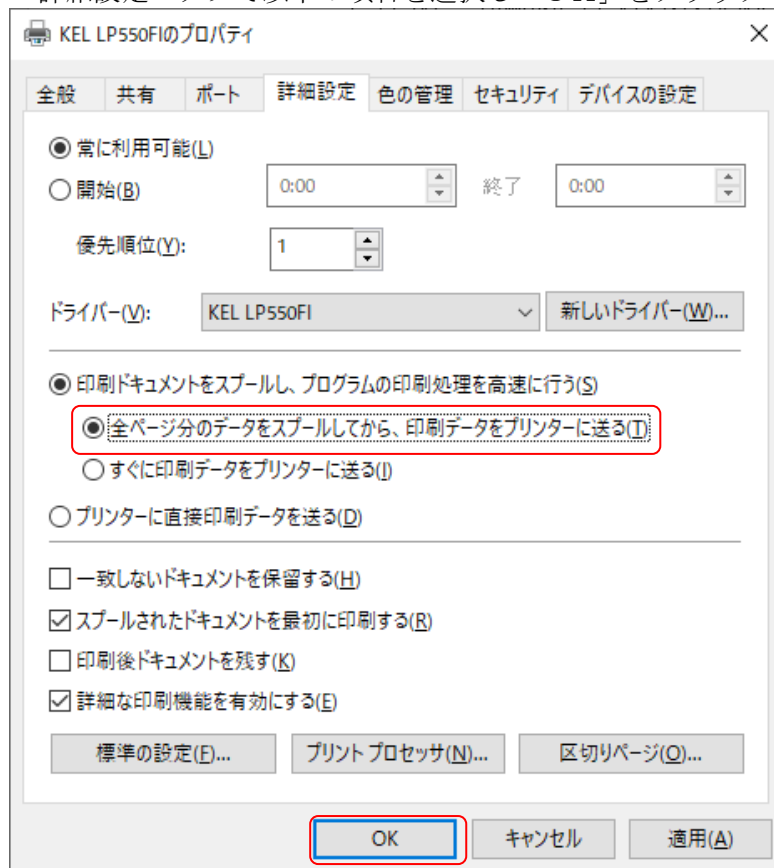 KEL LP550FIのプロパティ
全般 共有 ポート 詳細設定 色の管理 セキュリティ デバイスの設定
常に利用可能(L)
開始(B) 0:00 終了 0:00
優先順位(Y): 1
ドライバー(V): KEL LP550FI 新しいドライバー(W)...
印刷ドキュメントをスプールし、プログラムの印刷処理を高速に行う(S)
全ページ分のデータをスプールしてから、印刷データをプリンターに送る(T)
すぐに印刷データをプリンターに送る(I)
プリンターに直接印刷データを送る(D)
一致しないドキュメントを保留する(H)
スプールされたドキュメントを最初に印刷する(R)
印刷後ドキュメントを残す(K)
詳細な印刷機能を有効にする(E)
標準の設定(F)... プリント プロセッサ(N)... 区切りページ(O)...
OK キャンセル 適用(A)